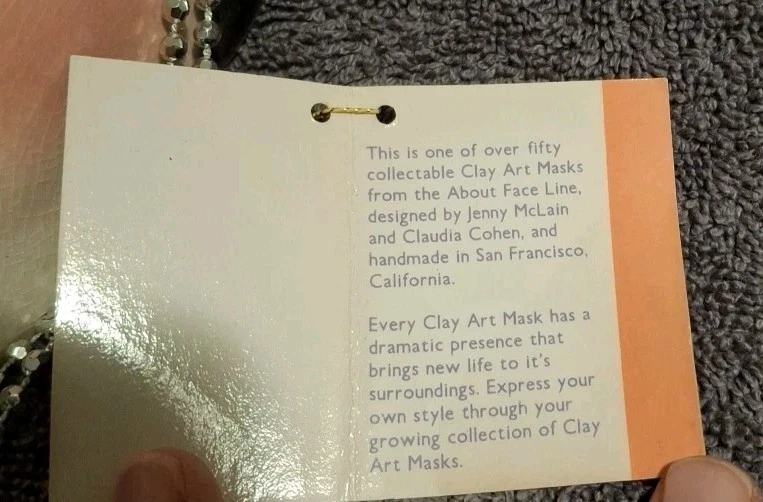 This is one of over fifty
collectable Clay Art Masks
from the About Face Line,
designed by Jenny McLain
and Claudia Cohen, and
handmade in San Francisco,
California.
Every Clay Art Mask has a
dramatic presence that
brings new life to it's
surroundings. Express your
own style through your
growing collection of Clay
Art Masks.